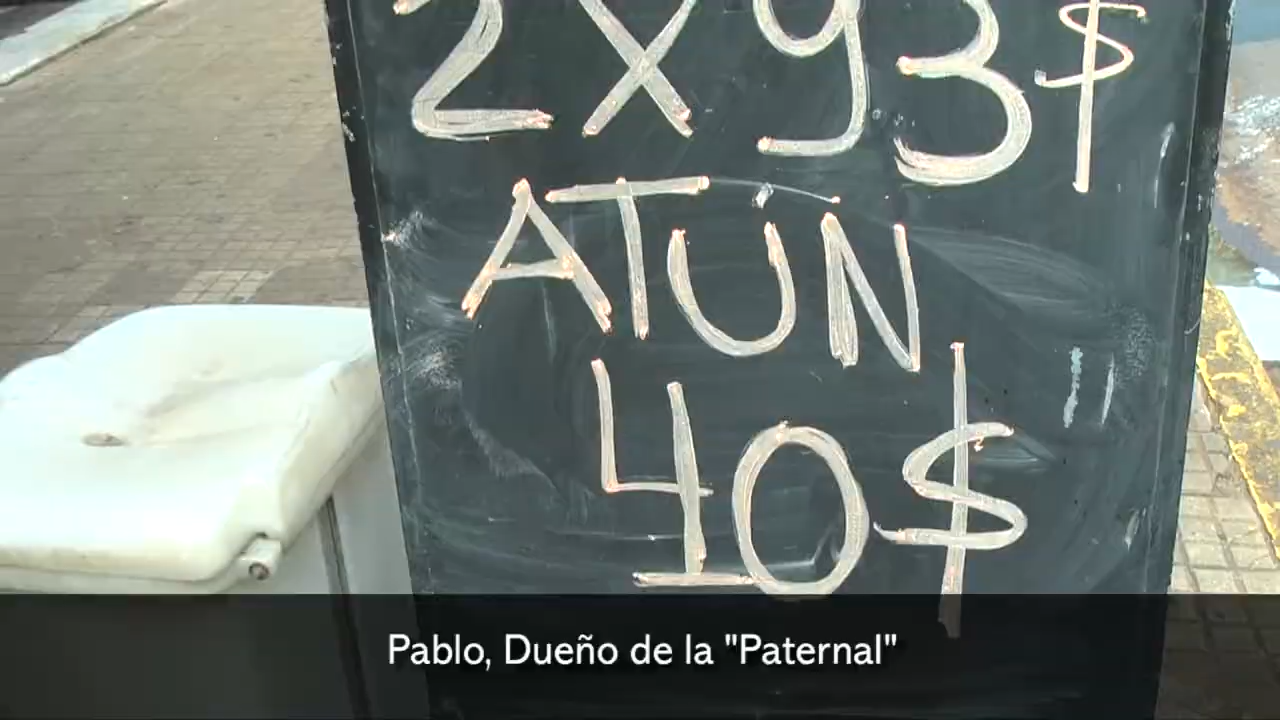 2X93$
ATÚN
40$
Pablo, Dueño de la "Paternal"